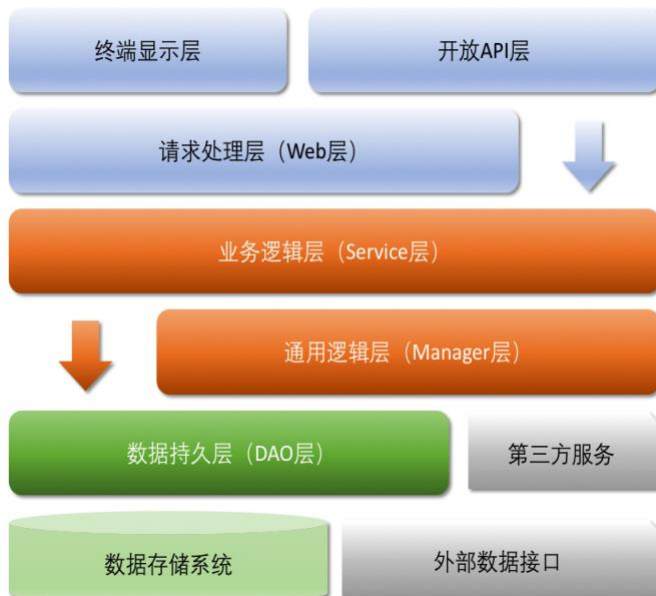 终端显示层
开放API层
请求处理层（Web层）
业务逻辑层（Service层）
通用逻辑层（Manager层）
数据持久层（DAO层）
第三方服务
数据存储系统
外部数据接口